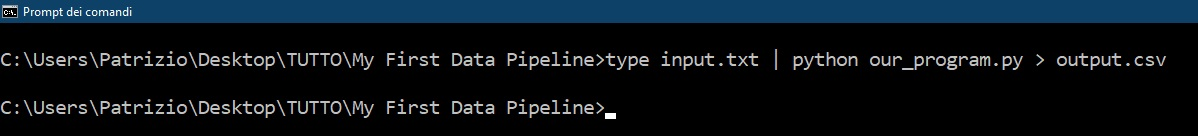 Prompt dei comandi
C:\Users\Patrizio\Desktop\TUTTO\My First Data Pipeline>type input.txt | python our_program.py > output.csv
C:\Users\Patrizio\Desktop\TUTTO\My First Data Pipeline>